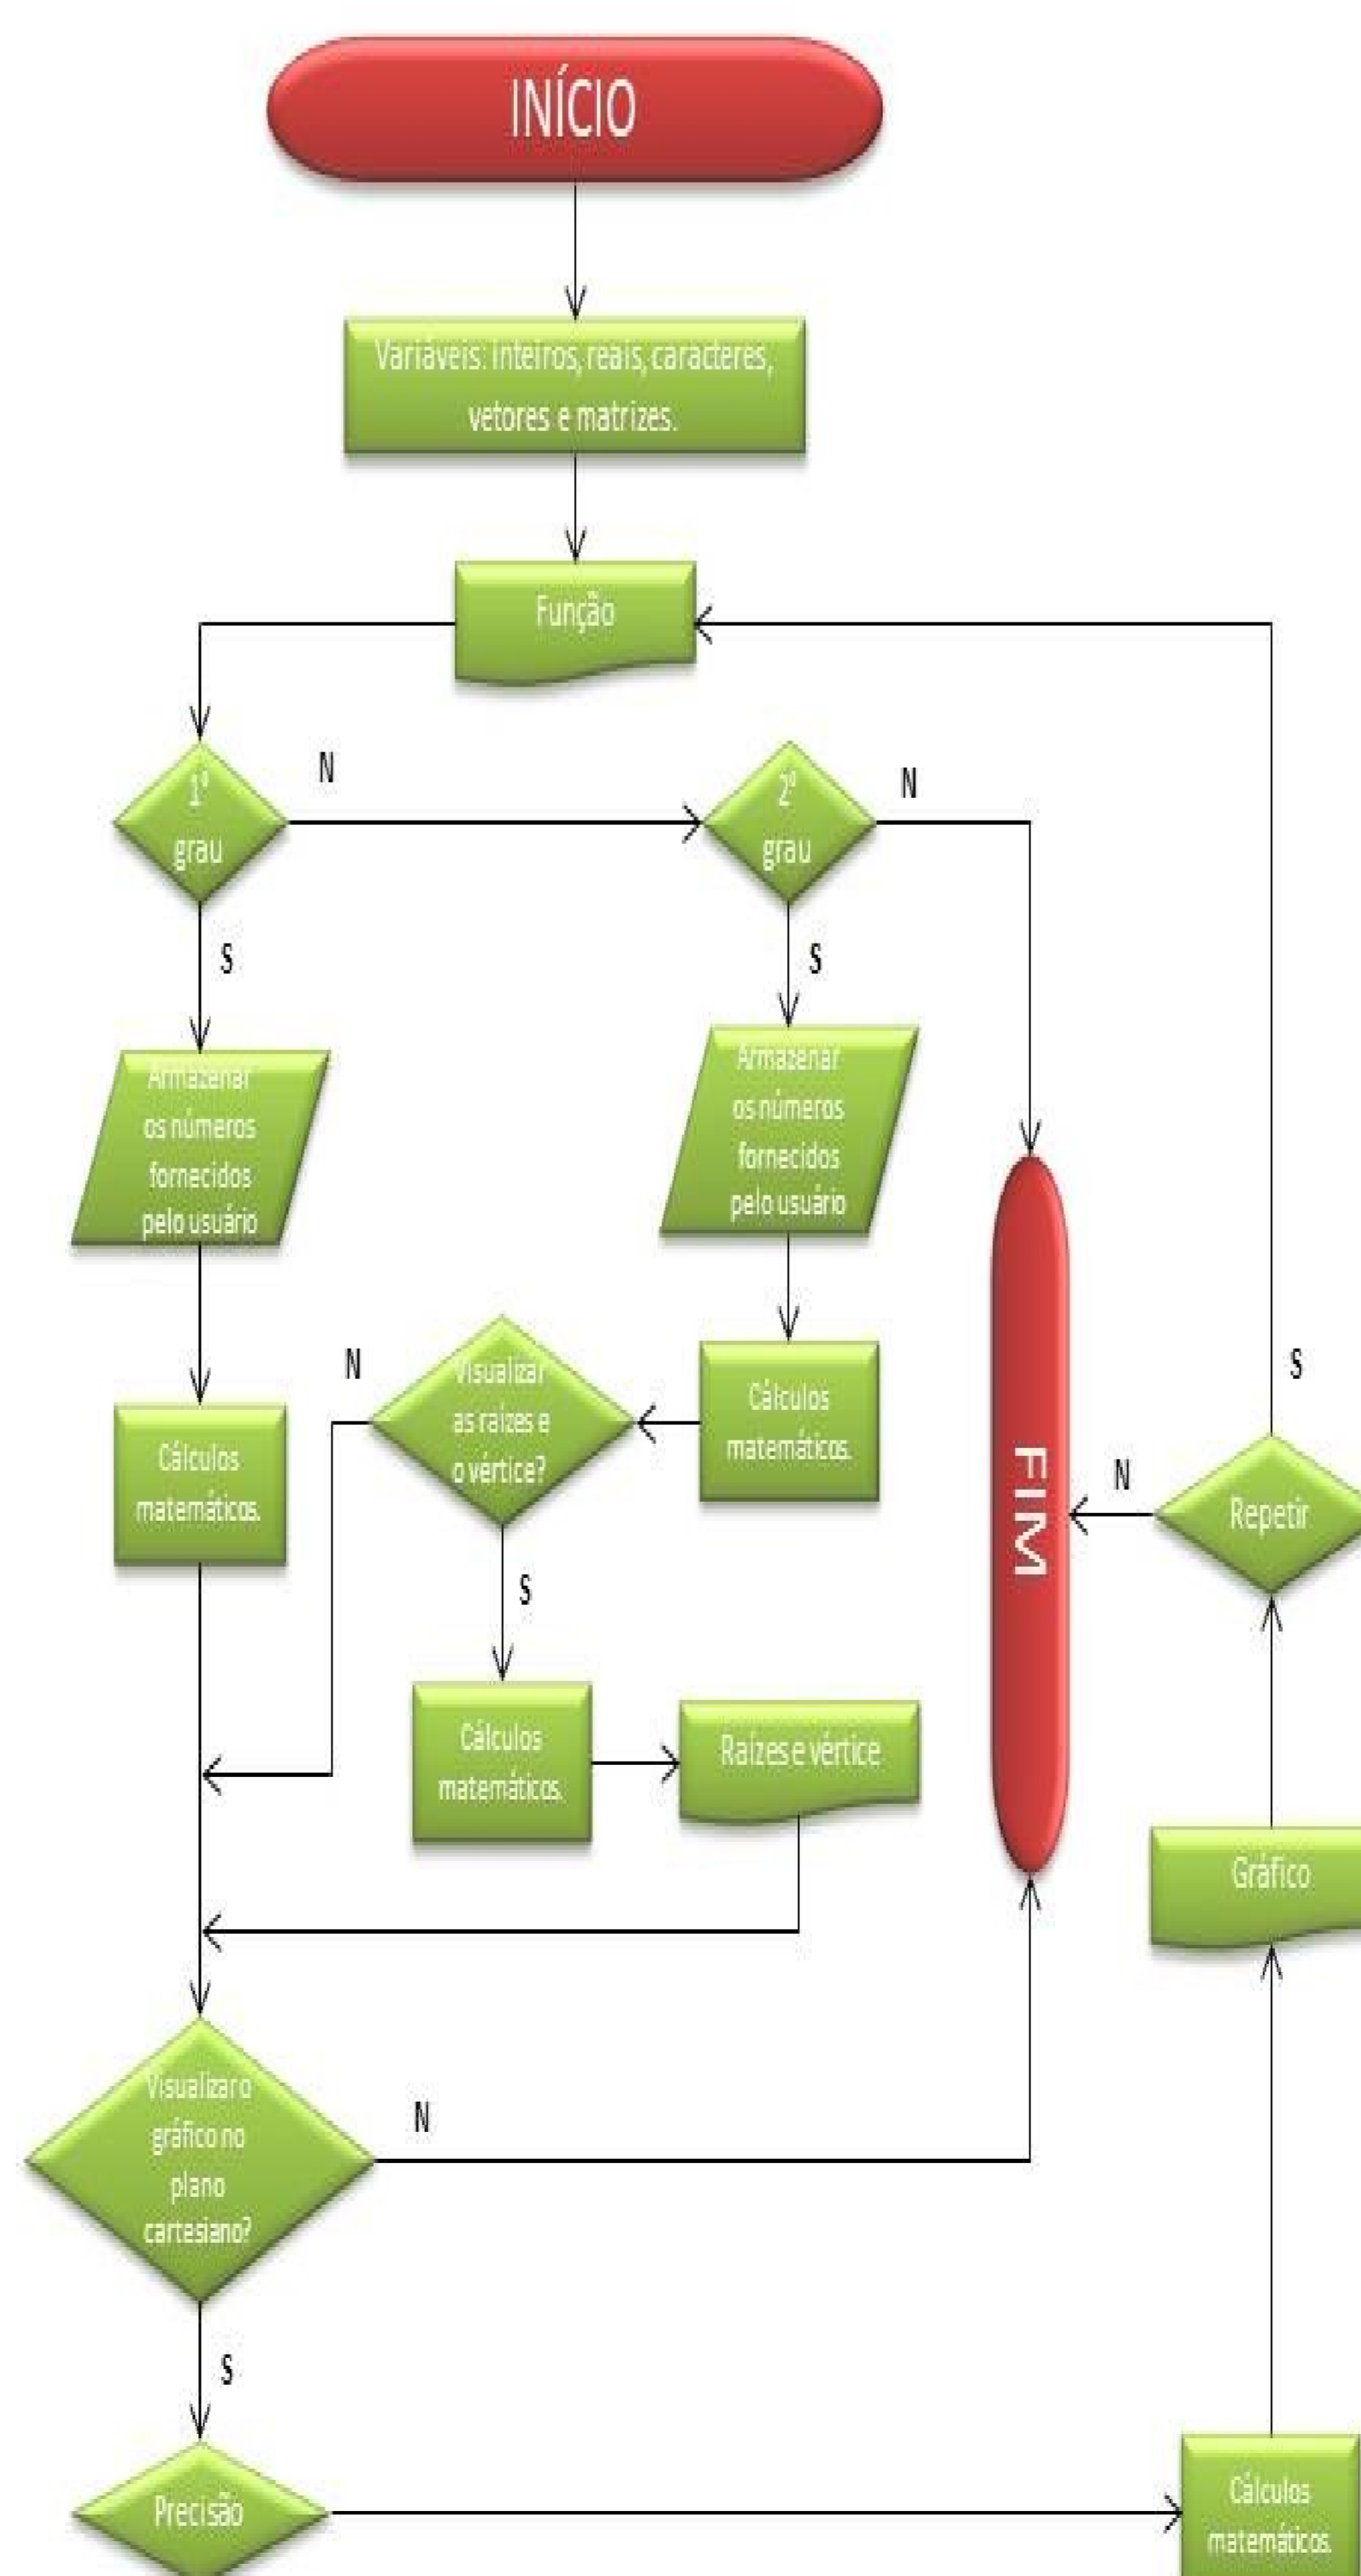 INÍCIO
Variáveis: inteiros, reais, caracteres,
vetores e matrizes.
Função
1º
grau
N
2º
grau
N
S
S
Armazenar
os números
fornecidos
pelo usuário
Armazenar
os números
fornecidos
pelo usuário
Cálculos
matemáticos.
Visualizar
as raízes e
o vértice?
N
Cálculos
matemáticos.
S
FIM
N
Repetir
S
S
Cálculos
matemáticos.
Raízes e vértice
Gráfico
Visualizar o
gráfico no
plano
cartesiano?
N
S
Precisão
Cálculos
matemáticos.